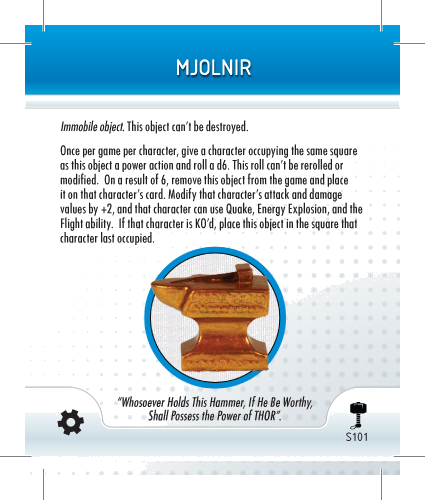 MJOLNIR
Immobile object. This object can't be destroyed.
Once per game per character, give a character occupying the same square
as this object a power action and roll a d6. This roll can't be rerolled or
modified.  On a result of 6, remove this object from the game and place
it on that character's card. Modify that character's attack and damage
values by +2, and that character can use Quake, Energy Explosion, and the
Flight ability.  If that character is KO'd, place this object in the square that
character last occupied.
"Whosoever Holds This Hammer, If He Be Worthy,
Shall Possess the Power of THOR".
S101